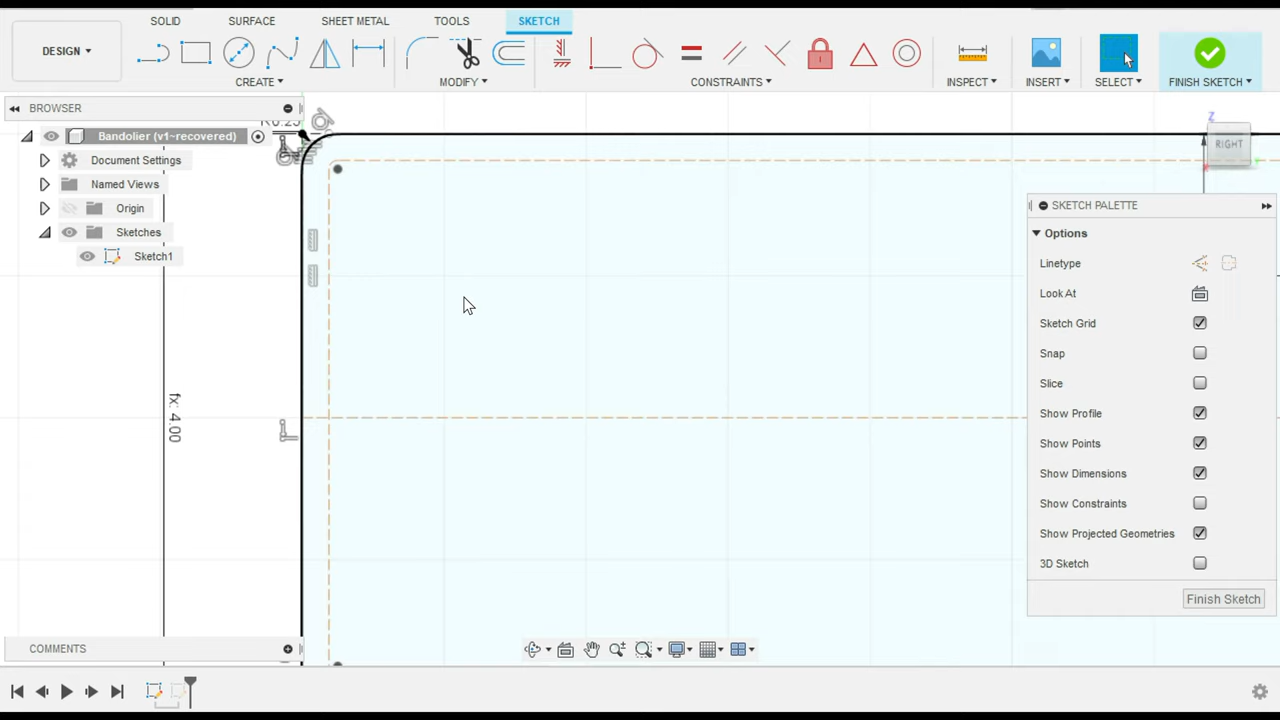 SOLID SURFACE SHEET METAL TOOLS SKETCH
DESIGN
CREATE MODIFY CONSTRAINTS INSPECT INSERT SELECT FINISH SKETCH
BROWSER
Bandolier (v1~recovered)
Document Settings
Named Views
Origin
Sketches
Sketch1
R0.25
fx: 4.00
Z
RIGHT
X
SKETCH PALETTE
Options
Linetype
Look At
Sketch Grid
Snap
Slice
Show Profile
Show Points
Show Dimensions
Show Constraints
Show Projected Geometries
3D Sketch
Finish Sketch
COMMENTS